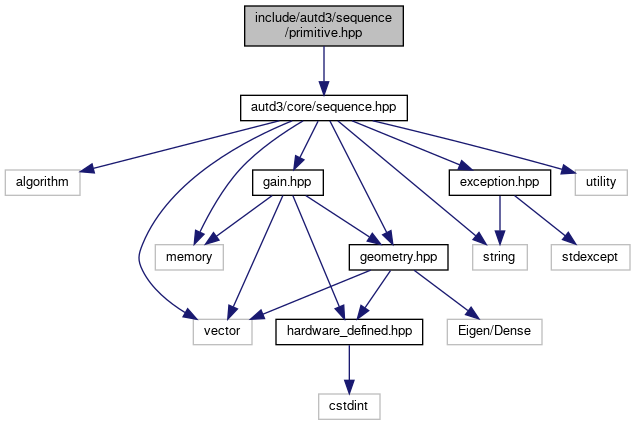 include/autd3/sequence
/primitive.hpp
autd3/core/sequence.hpp
algorithm
gain.hpp
exception.hpp
utility
memory
geometry.hpp
string
stdexcept
vector
hardware_defined.hpp
Eigen/Dense
cstdint